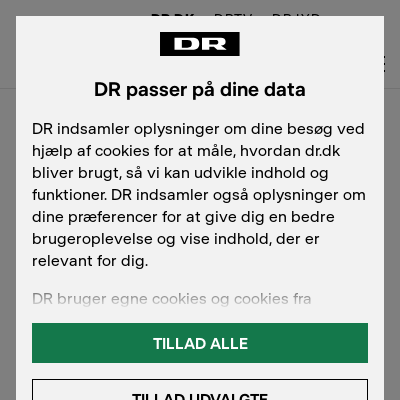 DR.DK DRTV DR LYD
DR
DR passer på dine data
DR indsamler oplysninger om dine besøg ved
hjælp af cookies for at måle, hvordan dr.dk
bliver brugt, så vi kan udvikle indhold og
funktioner. DR indsamler også oplysninger om
dine præferencer for at give dig en bedre
brugeroplevelse og vise indhold, der er
relevant for dig.
DR bruger egne cookies og cookies fra
TILLAD ALLE
TILLAD UDVALGTE